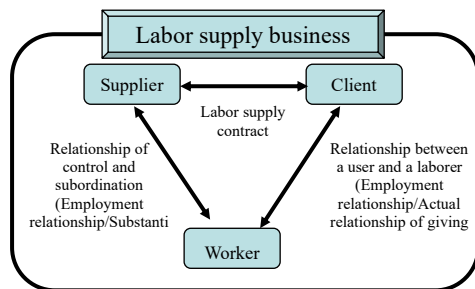 Labor supply business
Supplier
Client
Labor supply
contract
Relationship of
control and
subordination
(Employment
relationship/Substanti
Relationship between
a user and a laborer
(Employment
relationship/Actual
relationship of giving
Worker